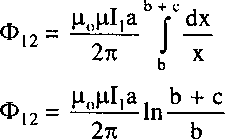 Φ₁₂ = μₒμI₁a / 2π ∫_b^{b + c} dx / x
Φ₁₂ = μₒμI₁a / 2π ln b + c / b